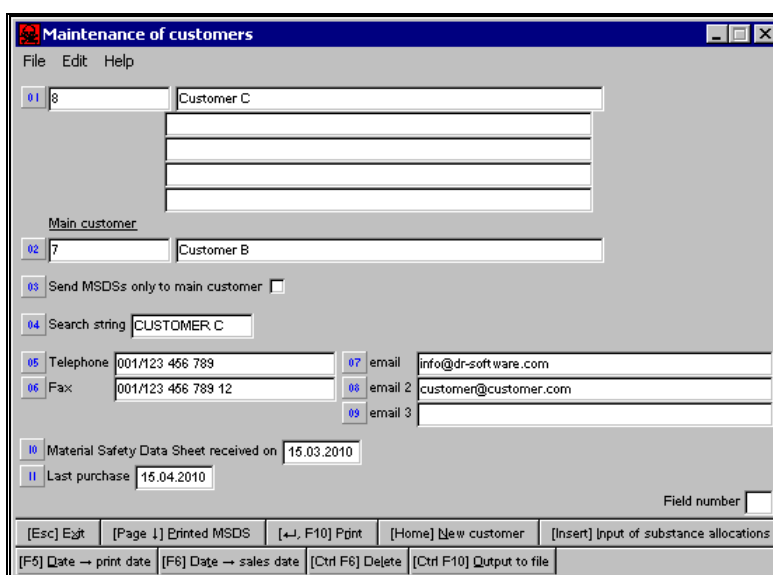 Maintenance of customers
File Edit Help
01 8 Customer C
Main customer
02 7 Customer B
03 Send MSDSs only to main customer
04 Search string CUSTOMER C
05 Telephone 001/123 456 789 07 email info@dr-software.com
06 Fax 001/123 456 789 12 08 email 2 customer@customer.com
09 email 3
10 Material Safety Data Sheet received on 15.03.2010
11 Last purchase 15.04.2010
Field number
[Esc] Exit [Page ↓] Printed MSDS [↵, F10] Print [Home] New customer [Insert] Input of substance allocations
[F5] Date → print date [F6] Date → sales date [Ctrl F6] Delete [Ctrl F10] Output to file